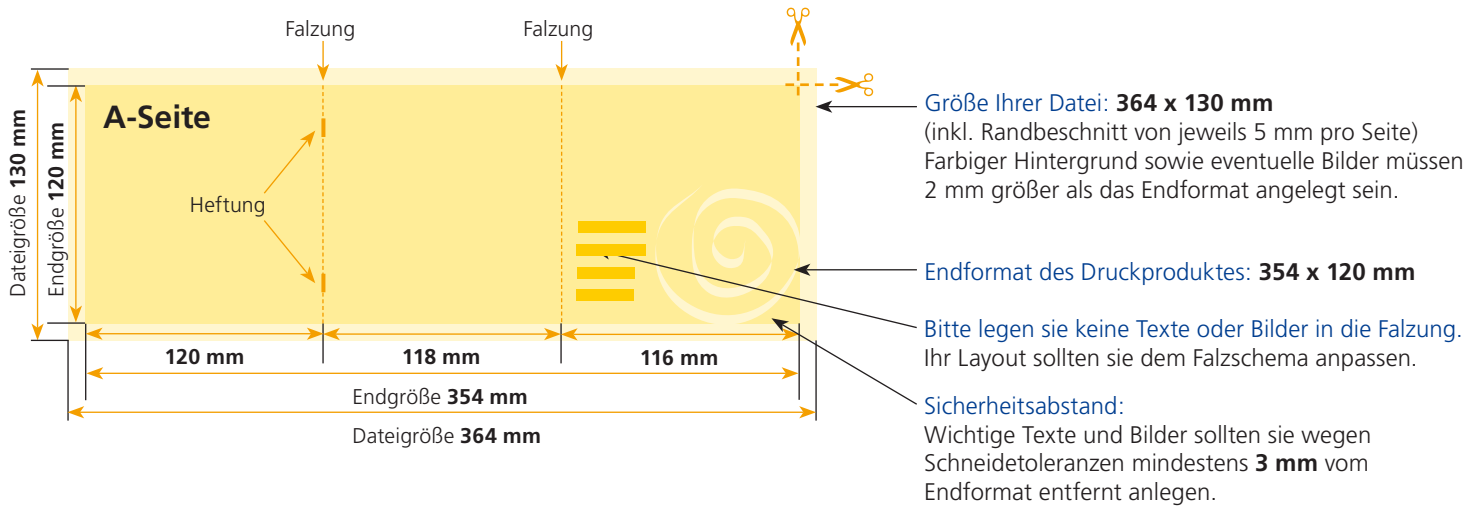 Falzung
Falzung
A-Seite
Heftung
Dateigröße 130 mm
Endgröße 120 mm
120 mm
118 mm
116 mm
Endgröße 354 mm
Dateigröße 364 mm
Größe Ihrer Datei: 364 x 130 mm
(inkl. Randbeschnitt von jeweils 5 mm pro Seite)
Farbiger Hintergrund sowie eventuelle Bilder müssen
2 mm größer als das Endformat angelegt sein.
Endformat des Druckproduktes: 354 x 120 mm
Bitte legen sie keine Texte oder Bilder in die Falzung.
Ihr Layout sollten sie dem Falzschema anpassen.
Sicherheitsabstand:
Wichtige Texte und Bilder sollten sie wegen
Schneidetoleranzen mindestens 3 mm vom
Endformat entfernt anlegen.